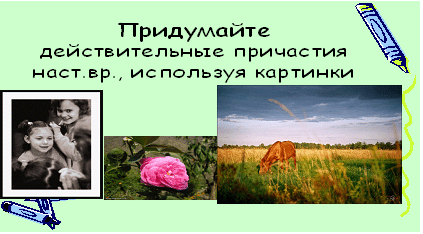 Придумайте
действительные причастия
наст.вр., используя картинки